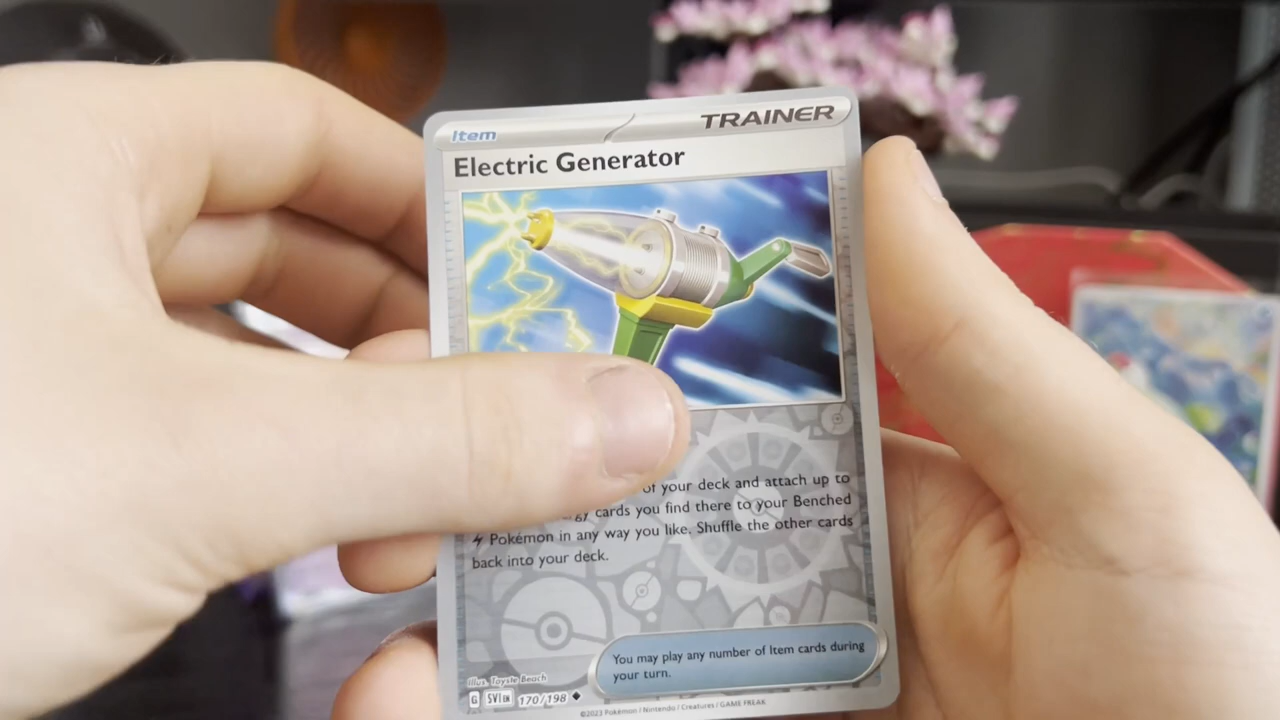 Item
TRAINER
Electric Generator
of your deck and attach up to
cards you find there to your Benched
Pokémon in any way you like. Shuffle the other cards
back into your deck.
You may play any number of Item cards during
your turn.
Illus. Toyste Beach
G SVI EN 170/198
©2023 Pokémon / Nintendo / Creatures / GAME FREAK